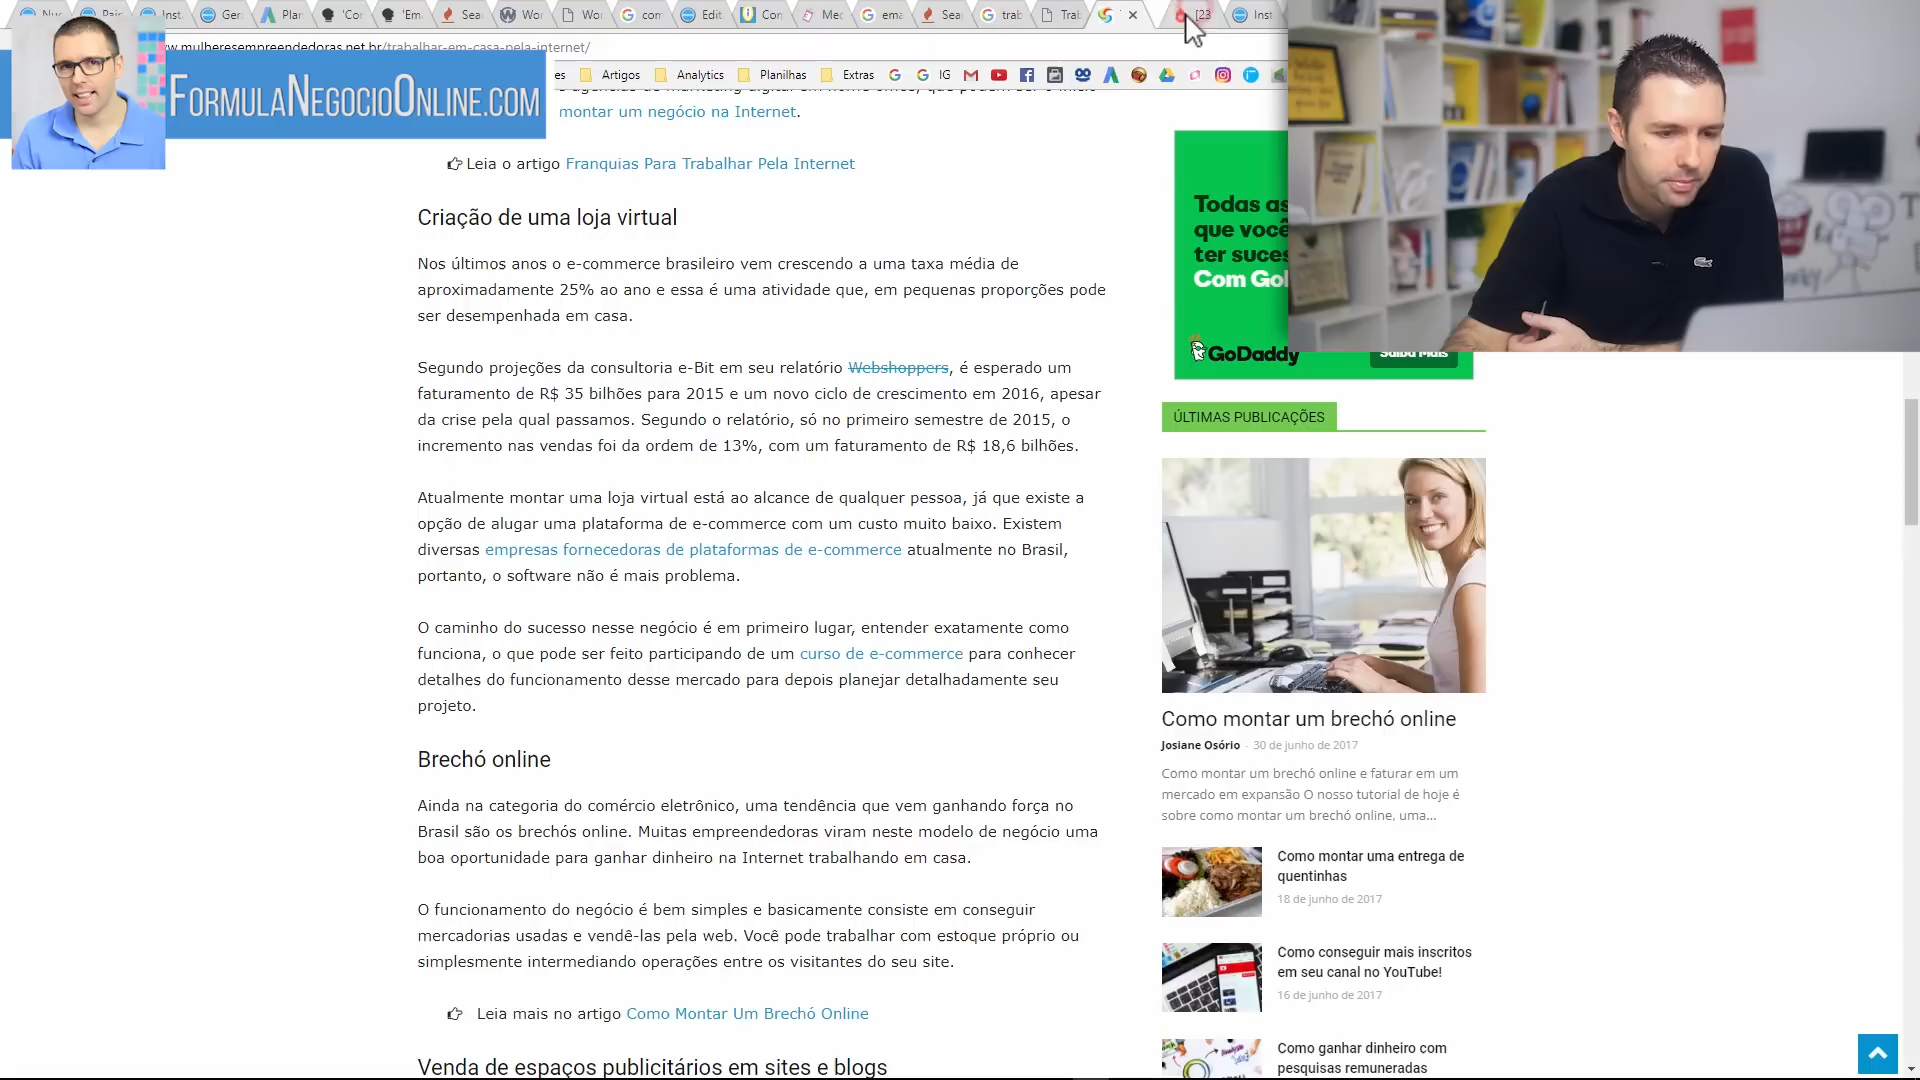 Inst
Ger
Plan
'Cor
'Em
Sea
Wo
Wor
com
Edit
Con
Med
ema
Sea
trab
Trab
[23
Inst
w.mulheresempreendedoras.net.br/trabalhar-em-casa-pela-internet/
FormulaNegocioOnline.com
es
Artigos
Analytics
Planilhas
Extras
IG
montar um negócio na Internet.
Leia o artigo Franquias Para Trabalhar Pela Internet
Criação de uma loja virtual
Nos últimos anos o e-commerce brasileiro vem crescendo a uma taxa média de
aproximadamente 25% ao ano e essa é uma atividade que, em pequenas proporções pode
ser desempenhada em casa.
Segundo projeções da consultoria e-Bit em seu relatório Webshoppers, é esperado um
faturamento de R$ 35 bilhões para 2015 e um novo ciclo de crescimento em 2016, apesar
da crise pela qual passamos. Segundo o relatório, só no primeiro semestre de 2015, o
incremento nas vendas foi da ordem de 13%, com um faturamento de R$ 18,6 bilhões.
Atualmente montar uma loja virtual está ao alcance de qualquer pessoa, já que existe a
opção de alugar uma plataforma de e-commerce com um custo muito baixo. Existem
diversas empresas fornecedoras de plataformas de e-commerce atualmente no Brasil,
portanto, o software não é mais problema.
O caminho do sucesso nesse negócio é em primeiro lugar, entender exatamente como
funciona, o que pode ser feito participando de um curso de e-commerce para conhecer
detalhes do funcionamento desse mercado para depois planejar detalhadamente seu
projeto.
Brechó online
Ainda na categoria do comércio eletrônico, uma tendência que vem ganhando força no
Brasil são os brechós online. Muitas empreendedoras viram neste modelo de negócio uma
boa oportunidade para ganhar dinheiro na Internet trabalhando em casa.
O funcionamento do negócio é bem simples e basicamente consiste em conseguir
mercadorias usadas e vendê-las pela web. Você pode trabalhar com estoque próprio ou
simplesmente intermediando operações entre os visitantes do seu site.
Leia mais no artigo Como Montar Um Brechó Online
Venda de espaços publicitários em sites e blogs
Todas as
que você
ter suces
Com Go
GoDaddy
Saiba Mais
ÚLTIMAS PUBLICAÇÕES
Como montar um brechó online
Josiane Osório - 30 de junho de 2017
Como montar um brechó online e faturar em um
mercado em expansão O nosso tutorial de hoje é
sobre como montar um brechó online, uma...
Como montar uma entrega de
quentinhas
18 de junho de 2017
Como conseguir mais inscritos
em seu canal no YouTube!
16 de junho de 2017
Como ganhar dinheiro com
pesquisas remuneradas